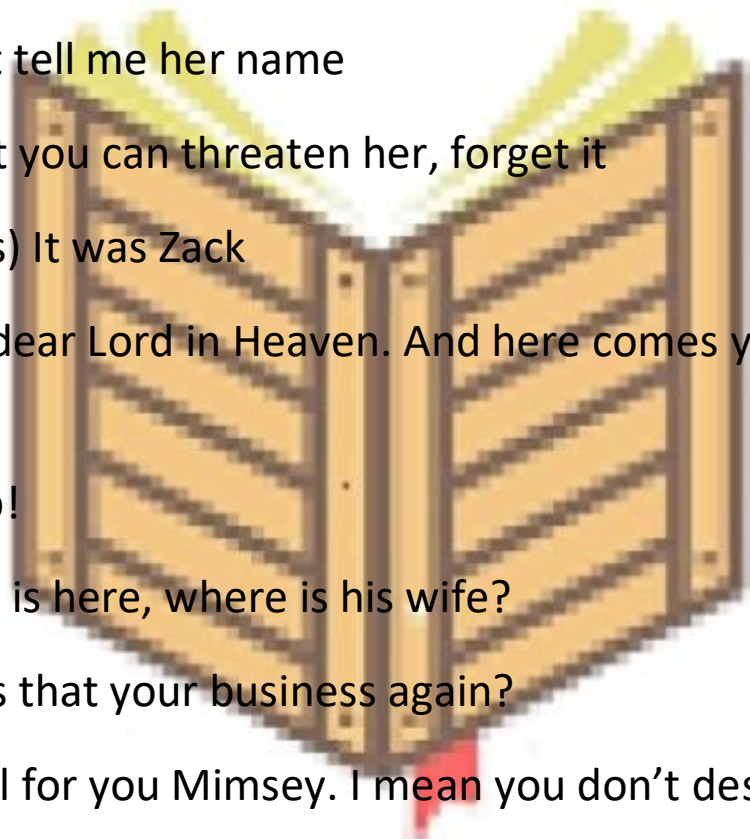 tell me her name
you can threaten her, forget it
s) It was Zack
dear Lord in Heaven. And here comes
!
is here, where is his wife?
s that your business again?
for you Mimsey. I mean you don't